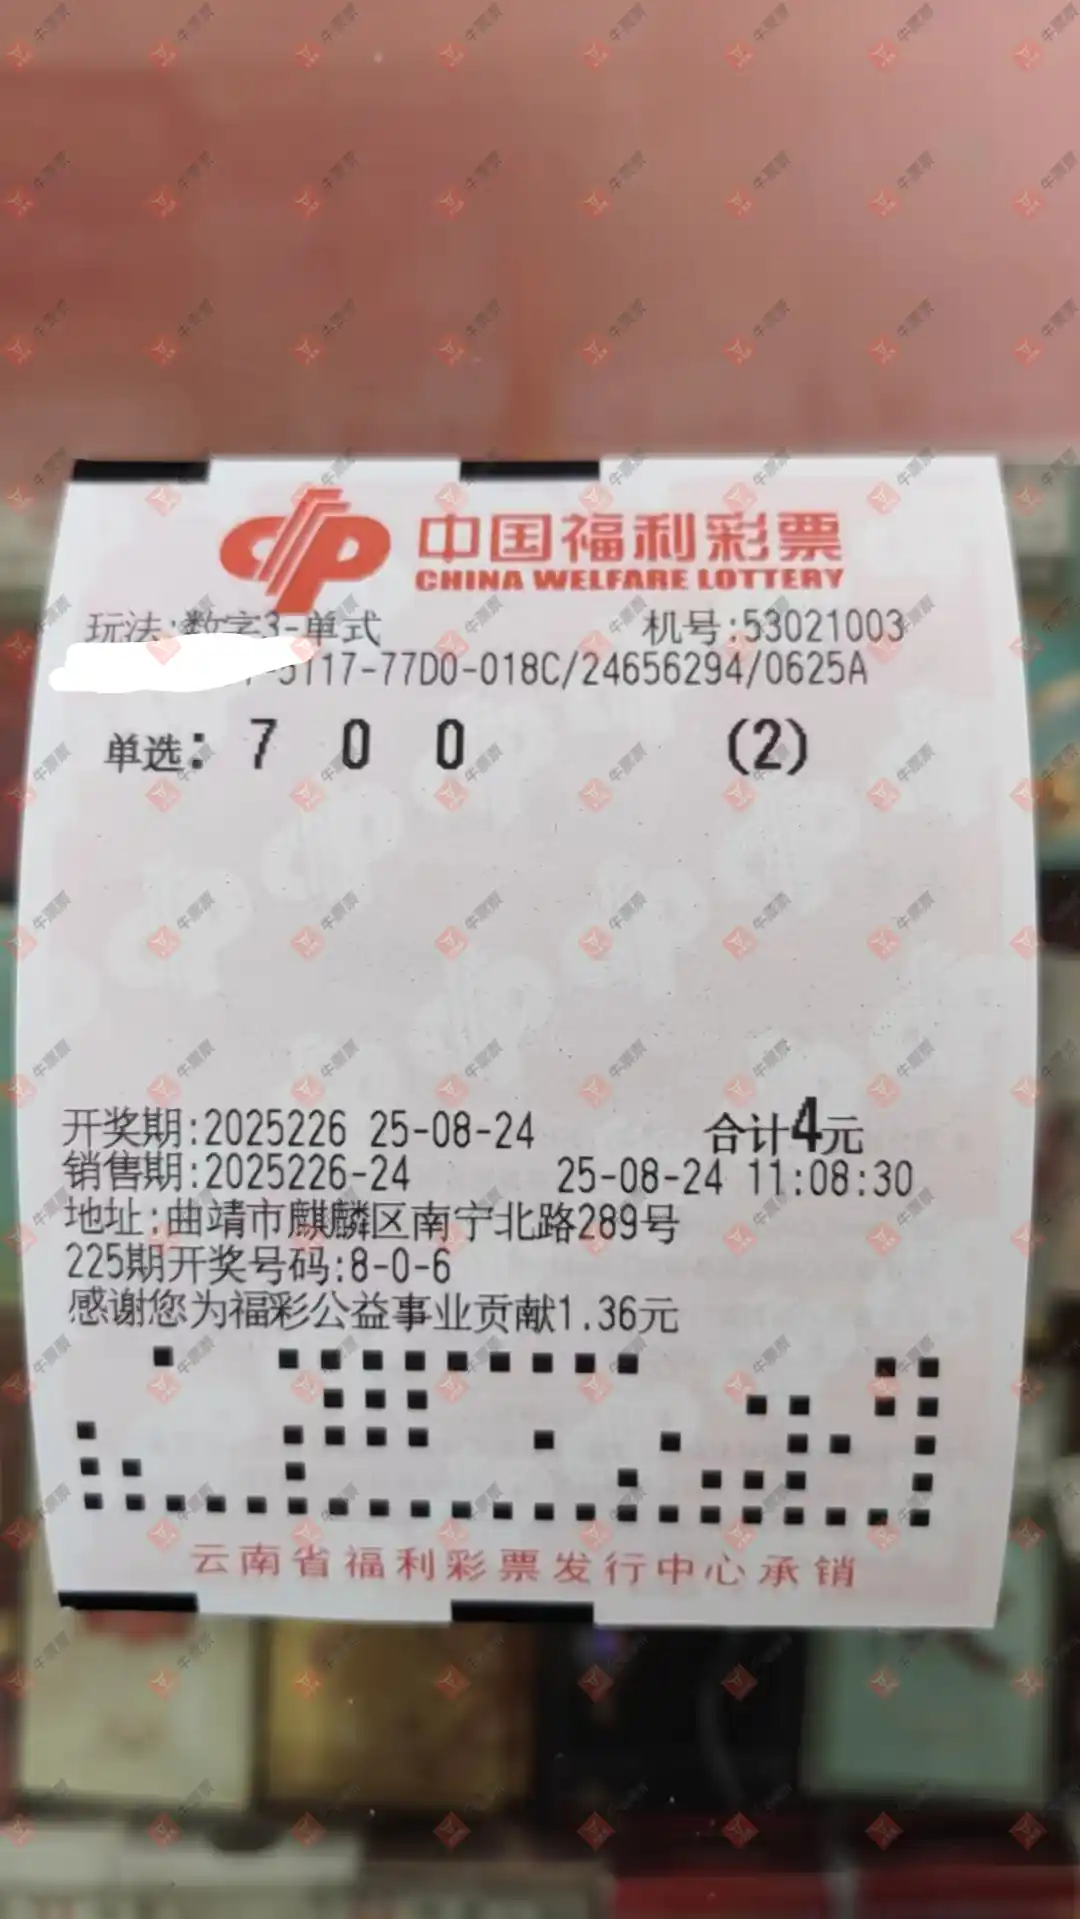 中国福利彩票
CHINA WELFARE LOTTERY
玩法:数字3-单式 机号:53021003
5117-77D0-018C/24656294/0625A
单选: 7 0 0 (2)
开奖期:2025226 25-08-24 合计4元
销售期:2025226-24 25-08-24 11:08:30
地址:曲靖市麒麟区南宁北路289号
225期开奖号码:8-0-6
感谢您为福彩公益事业贡献1.36元
云南省福利彩票发行中心承销